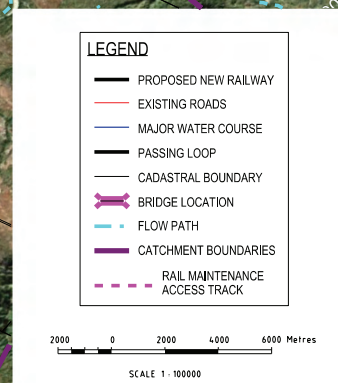 LEGEND
PROPOSED NEW RAILWAY
EXISTING ROADS
MAJOR WATER COURSE
PASSING LOOP
CADASTRAL BOUNDARY
BRIDGE LOCATION
FLOW PATH
CATCHMENT BOUNDARIES
RAIL MAINTENANCE
ACCESS TRACK
2000 0 2000 4000 6000 Metres
SCALE 1:100000